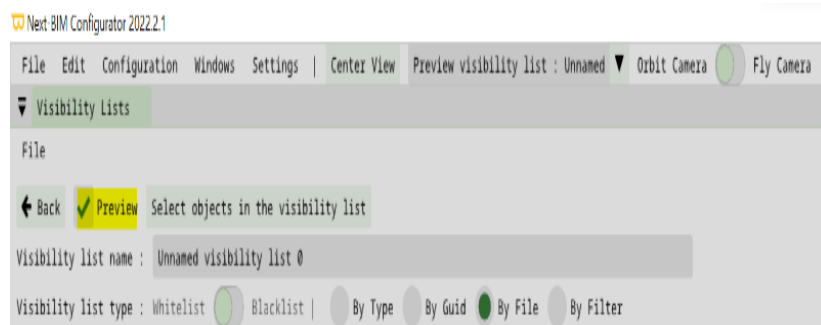 Next-BIM Configurator 2022.2.1
File Edit Configuration Windows Settings | Center View Preview visibility list : Unnamed Orbit Camera Fly Camera
Visibility Lists
File
Back Preview Select objects in the visibility list
Visibility list name : Unnamed visibility list 0
Visibility list type : Whitelist Blacklist | By Type By Guid By File By Filter